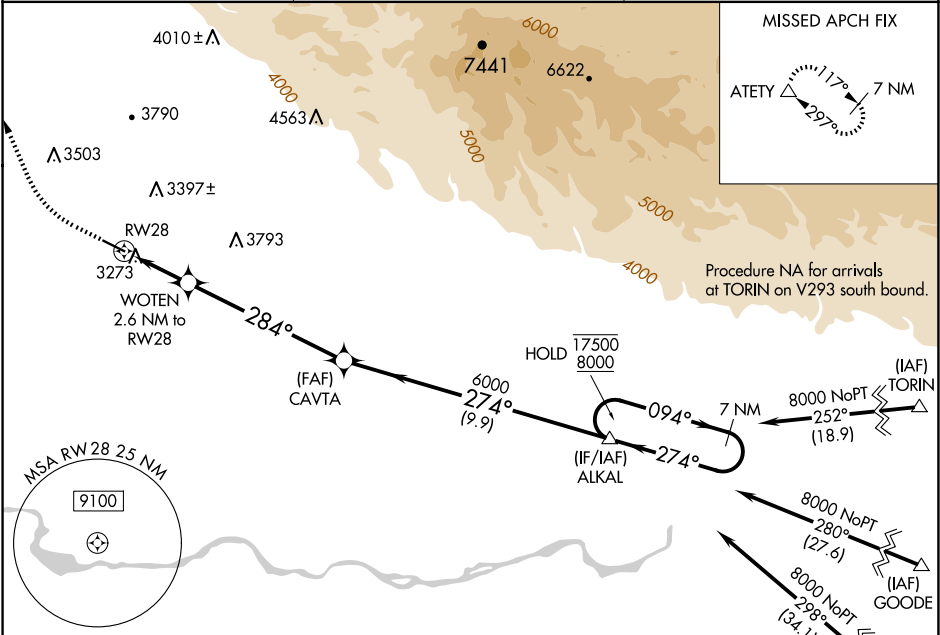 4010±
6000
7441
6622
4000
4563
3790
3503
3397±
5000
MISSED APCH FIX
ATETY
117°
7 NM
297°
3793
RW28
3273
WOTEN
2.6 NM to
RW28
284°
5000
4000
Procedure NA for arrivals
at TORIN on V293 south bound.
(FAF)
CAVTA
6000
274°
(9.9)
HOLD
17500
8000
094°
7 NM
274°
(IF/IAF)
ALKAL
(IAF)
TORIN
8000 NoPT
252°
(18.9)
8000 NoPT
280°
(27.6)
(IAF)
GOODE
8000 NoPT
298°
(34.1)
MSA RW 28 25 NM
9100